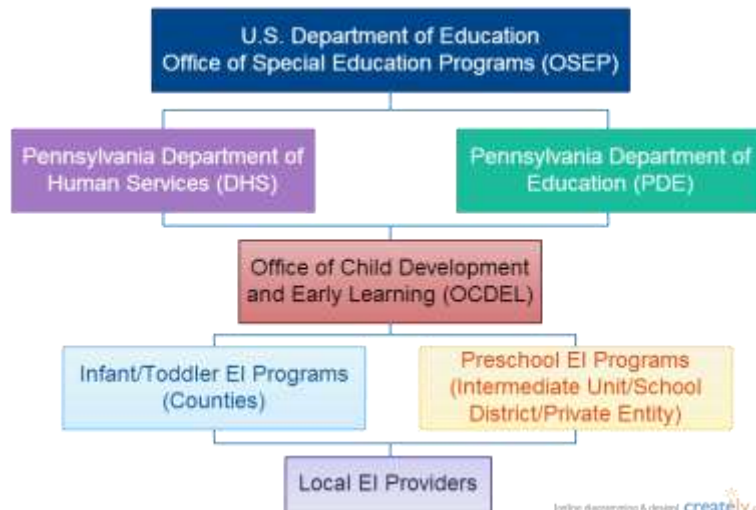 U.S. Department of Education
Office of Special Education Programs (OSEP)
Pennsylvania Department of
Human Services (DHS)
Pennsylvania Department of
Education (PDE)
Office of Child Development
and Early Learning (OCDEL)
Infant/Toddler EI Programs
(Counties)
Preschool EI Programs
(Intermediate Unit/School
District/Private Entity)
Local EI Providers
diagramming & design] creately